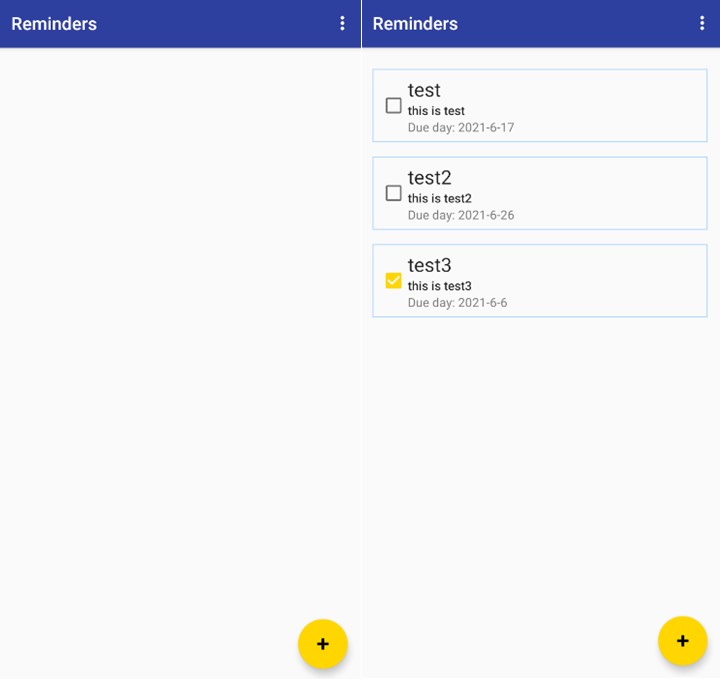 Reminders
Reminders
test
this is test
Due day: 2021-6-17
test2
this is test2
Due day: 2021-6-26
test3
this is test3
Due day: 2021-6-6
+
+